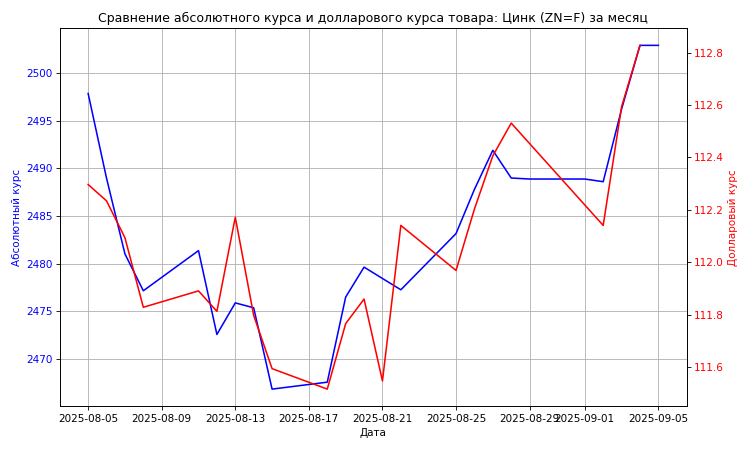 Сравнение абсолютного курса и долларового курса товара: Цинк (ZN=F) за месяц
Абсолютный курс
2500
2495
2490
2485
2480
2475
2470
112.8
112.6
112.4
112.2
112.0
111.8
111.6
Долларовый курс
2025-08-05 2025-08-09 2025-08-13 2025-08-17 2025-08-21 2025-08-25 2025-08-29 2025-09-01 2025-09-05
Дата